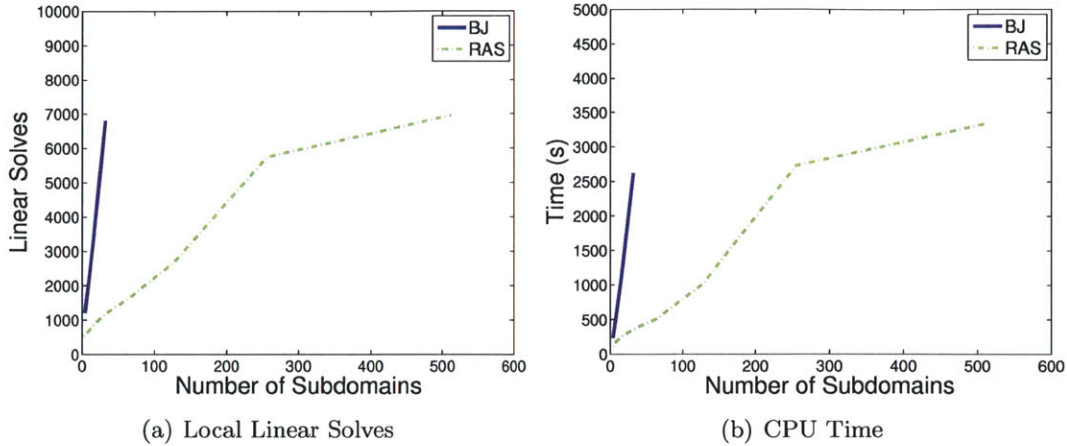 10000
9000
8000
7000
6000
5000
4000
3000
2000
1000
0
Linear Solves
0 100 200 300 400 500 600
Number of Subdomains
BJ
RAS
(a) Local Linear Solves
5000
4500
4000
3500
3000
2500
2000
1500
1000
500
0
Time (s)
0 100 200 300 400 500 600
Number of Subdomains
BJ
RAS
(b) CPU Time